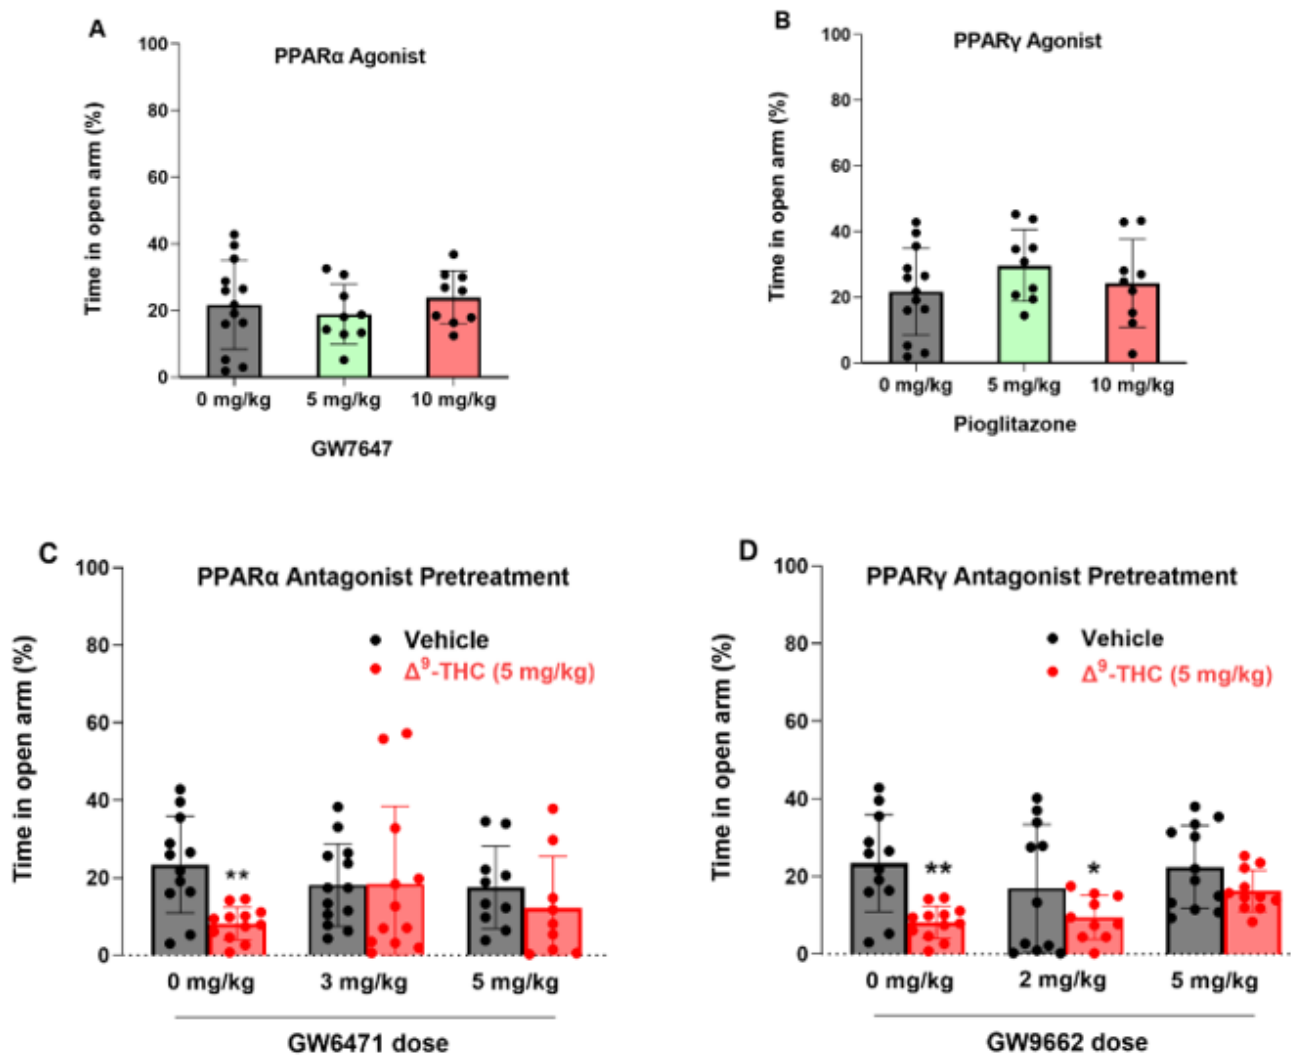 A
PPARα Agonist
Time in open arm (%)
100
80
60
40
20
0
0 mg/kg 5 mg/kg 10 mg/kg
GW7647
B
PPARγ Agonist
Time in open arm (%)
100
80
60
40
20
0
0 mg/kg 5 mg/kg 10 mg/kg
Pioglitazone
C
PPARα Antagonist Pretreatment
Vehicle
Δ⁹-THC (5 mg/kg)
Time in open arm (%)
100
80
60
40
20
0
**
0 mg/kg 3 mg/kg 5 mg/kg
GW6471 dose
D
PPARγ Antagonist Pretreatment
Vehicle
Δ⁹-THC (5 mg/kg)
Time in open arm (%)
100
80
60
40
20
0
** *
0 mg/kg 2 mg/kg 5 mg/kg
GW9662 dose